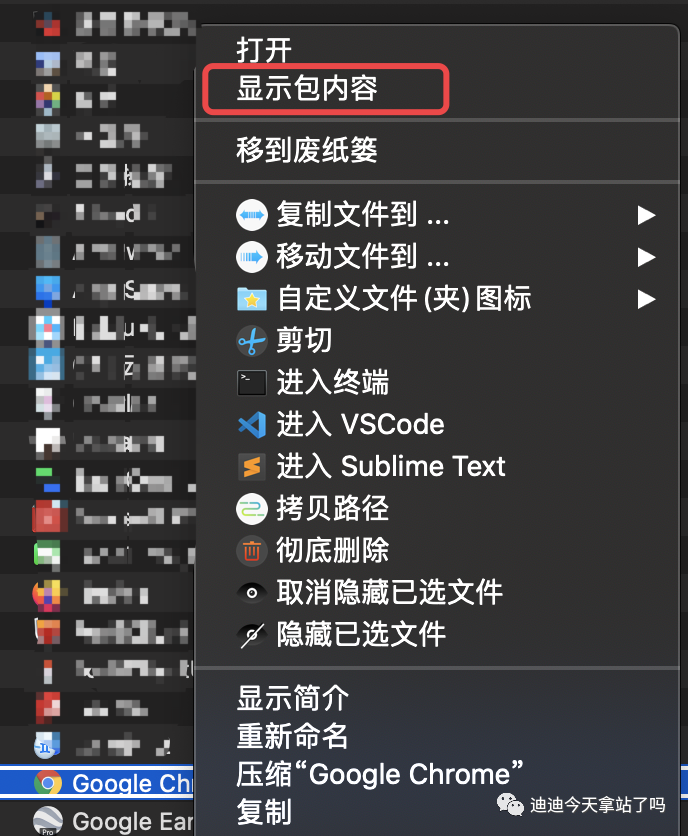 打开
显示包内容
移到废纸篓
复制文件到 ...
移动文件到 ...
自定义文件(夹)图标
剪切
进入终端
进入 VSCode
进入 Sublime Text
拷贝路径
彻底删除
取消隐藏已选文件
隐藏已选文件
显示简介
重新命名
压缩“Google Chrome”
复制
Google Ch
Google Ear
Pro
迪迪今天拿站了吗